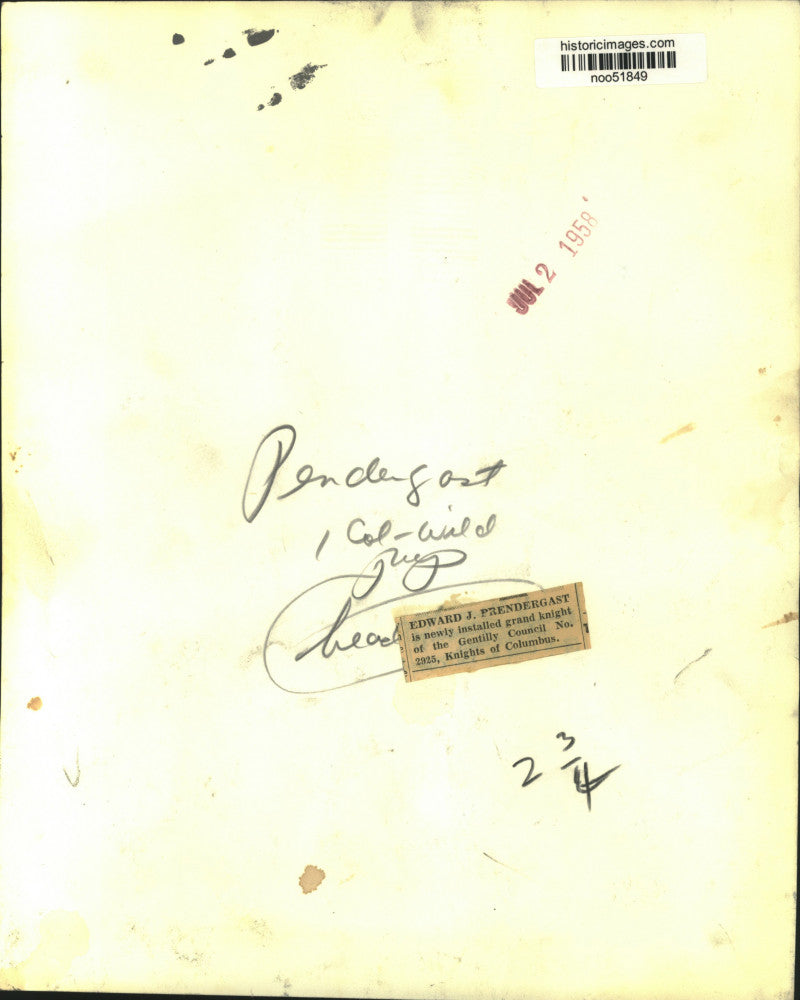 historicimages.com
noo51849
JUL 2 1958
Pendergast
1 Col-Wild
head
EDWARD J. PRENDERGAST
is newly installed grand knight
of the Gentilly Council No.
2925, Knights of Columbus.
2 3/4